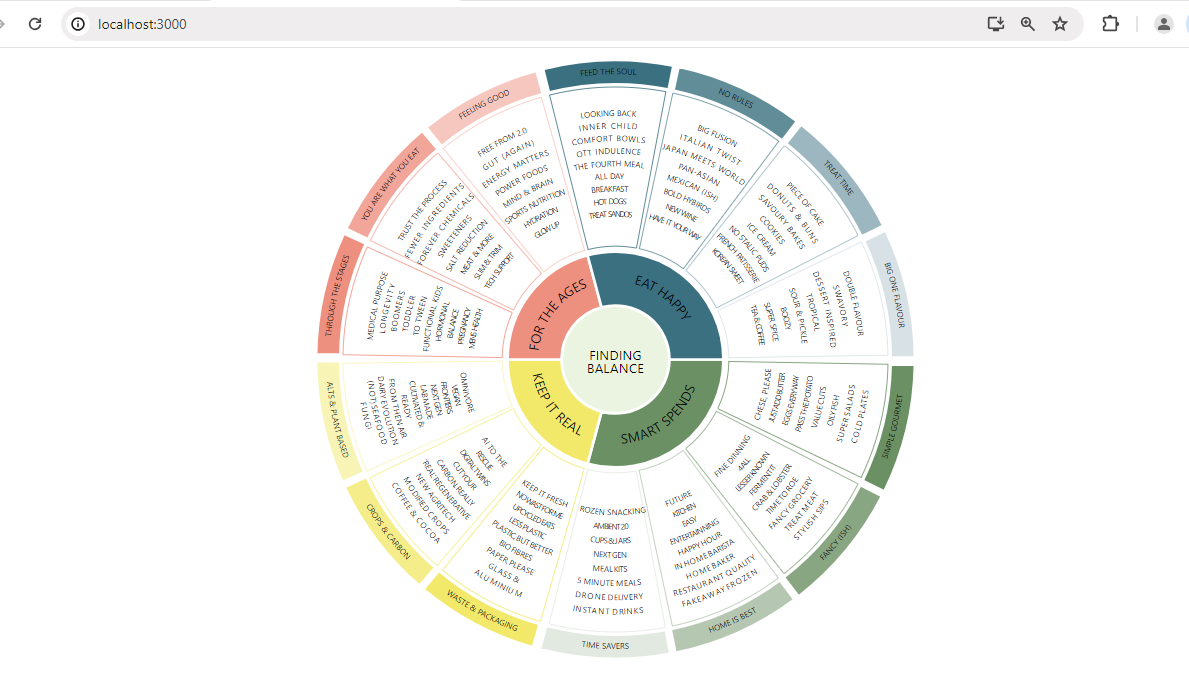 localhost:3000
FEED THE SOUL
LOOKING BACK
INNER CHILD
COMFORT BOWLS
OTT INDULENCE
THE FOURTH MEAL
ALL DAY
BREAKFAST
HOT DOGS
TREAT SANDOS
NO RULES
BIG FUSION
ITALIAN TWIST
JAPAN MEETS WORLD
PAN-ASIAN
MEXICAN (ISH)
BOLD HYBIRDS
NEW WINE
HAVE IT YOUR WAY
TREAT TIME
PIECE OF CAKE
DONUTS & BUNS
SAVOURY BAKES
COOKIES
ICE CREAM
NO STALIC PUDS
FRENCH PATISSERIE
KOREAN SWEET
BIG ONE FLAVOUR
DOUBLE FLAVOUR
SWAVORY
DESSERT INSPIRED
TROPICAL
SOUR & PICKLE
BOOZY
SUPER SPICE
TEA & COFFEE
SIMPLE GOURMET
CHESE, PLEASE
JUST ADD BUTTER
EGGS EVERY WAY
PASS THE POTATO
VALUE CUTS
OILY FISH
SUPER SALADS
COLD PLATES
FANCY (ISH)
FINE DINNING
4ALL
LESSER KNOWN
FERMENT IT
CRAB & LOBSTER
TIME TO ROE
FANCY GROCERY
TREAT MEAT
STYLISH SIPS
HOME IS BEST
FUTURE
KITCHEN
EASY
ENTERTAINNING
HAPPY HOUR
IN HOME BARISTA
HOME BAKER
RESTAURANT QUALITY
FAKEAWAY FROZEN
TIME SAVERS
ROZEN SNACKING
AMBIENT 2.0
CUPS & JARS
NEXT GEN
MEAL KITS
5 MINUTE MEALS
DRONE DELIVERY
INSTANT DRINKS
WASTE & PACKAGING
KEEP IT FRESH
NO WAST FOR ME
UPCYCLED EATS
LESS PLASTIC
PLASTIC BUT BETTER
BIO FIBRES
PAPER, PLEASE
GLASS &
ALUMINIUM
CROPS & CARBON
AI TO THE
RESCUE
DIGITAL TWINS
CUT YOUR
CARBON, REALLY
REAL REGENERATIVE
NEW AGRITECH
MODIFIED CROPS
COFFEE & COCOA
ALTS & PLANT BASED
OMNIVORE
VEGAN
FRONTIERS
NEXT GEN
LAB MADE
CULTIVATED &
READY
FROM THEN AIR
DAIRY EVOLUTION
(NOT) SEAFOOD
FUNGI
THROUGH THE STAGES
MEDICAL PURPOSE
LONGEVITY
BOOMERS
TODDLER
TO TWEEN
FUNCTIONAL KIDS
HORMONAL
BALANCE
PREGNANCY
MENS HEALTH
YOU ARE WHAT YOU EAT
TRUST THE PROCESS
FEWER INGREDIENTS
FOREVER CHEMICALS
SWEETENERS
SALT REDUCTION
MEAT & MORE
SLIM & TRIM
TECH SUPPORT
FEELING GOOD
FREE FROM 2.0
GUT (AGAIN)
ENERGY MATTERS
POWER FOODS
MIND & BRAIN
SPORTS NUTRITION
HYDRATION
GLOW UP
FOR THE AGES
EAT HAPPY
SMART SPENDS
KEEP IT REAL
FINDING
BALANCE